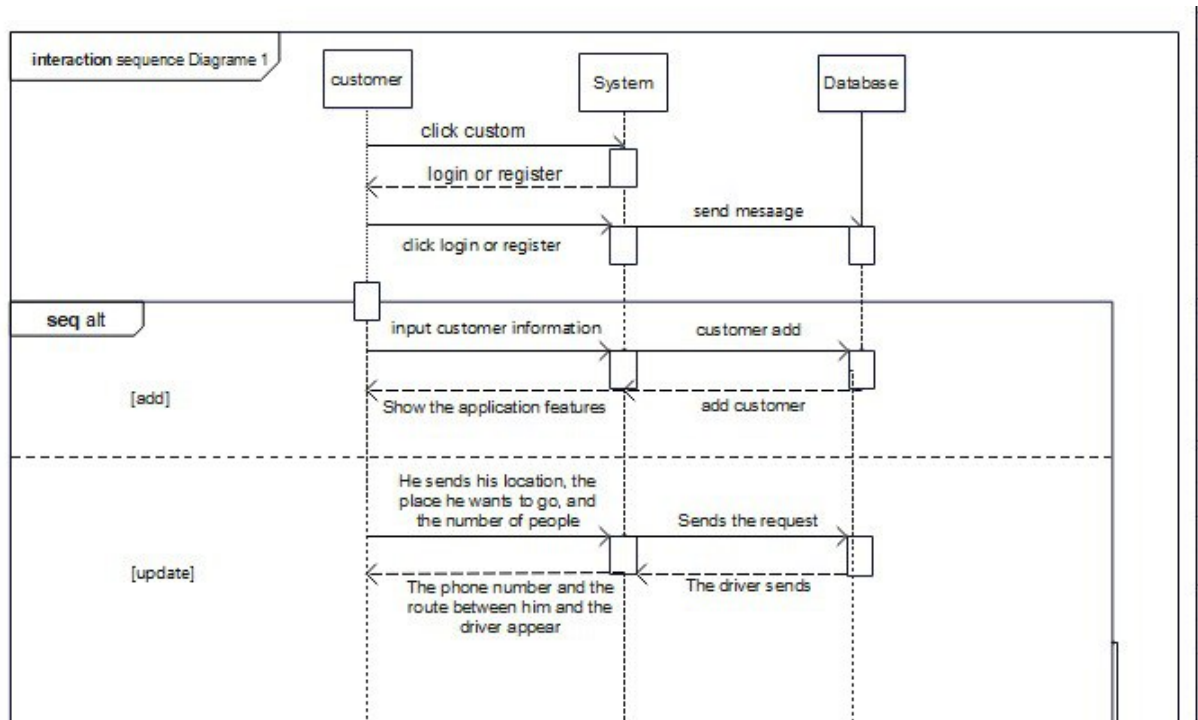 interaction sequence Diagrame 1
customer
System
Database
click custom
login or register
send mesaage
click login or register
seq alt
input customer information
customer add
[add]
Show the application features
add customer
He sends his location, the
place he wants to go, and
the number of people
Sends the request
[update]
The phone number and the
route between him and the
driver appear
The driver sends